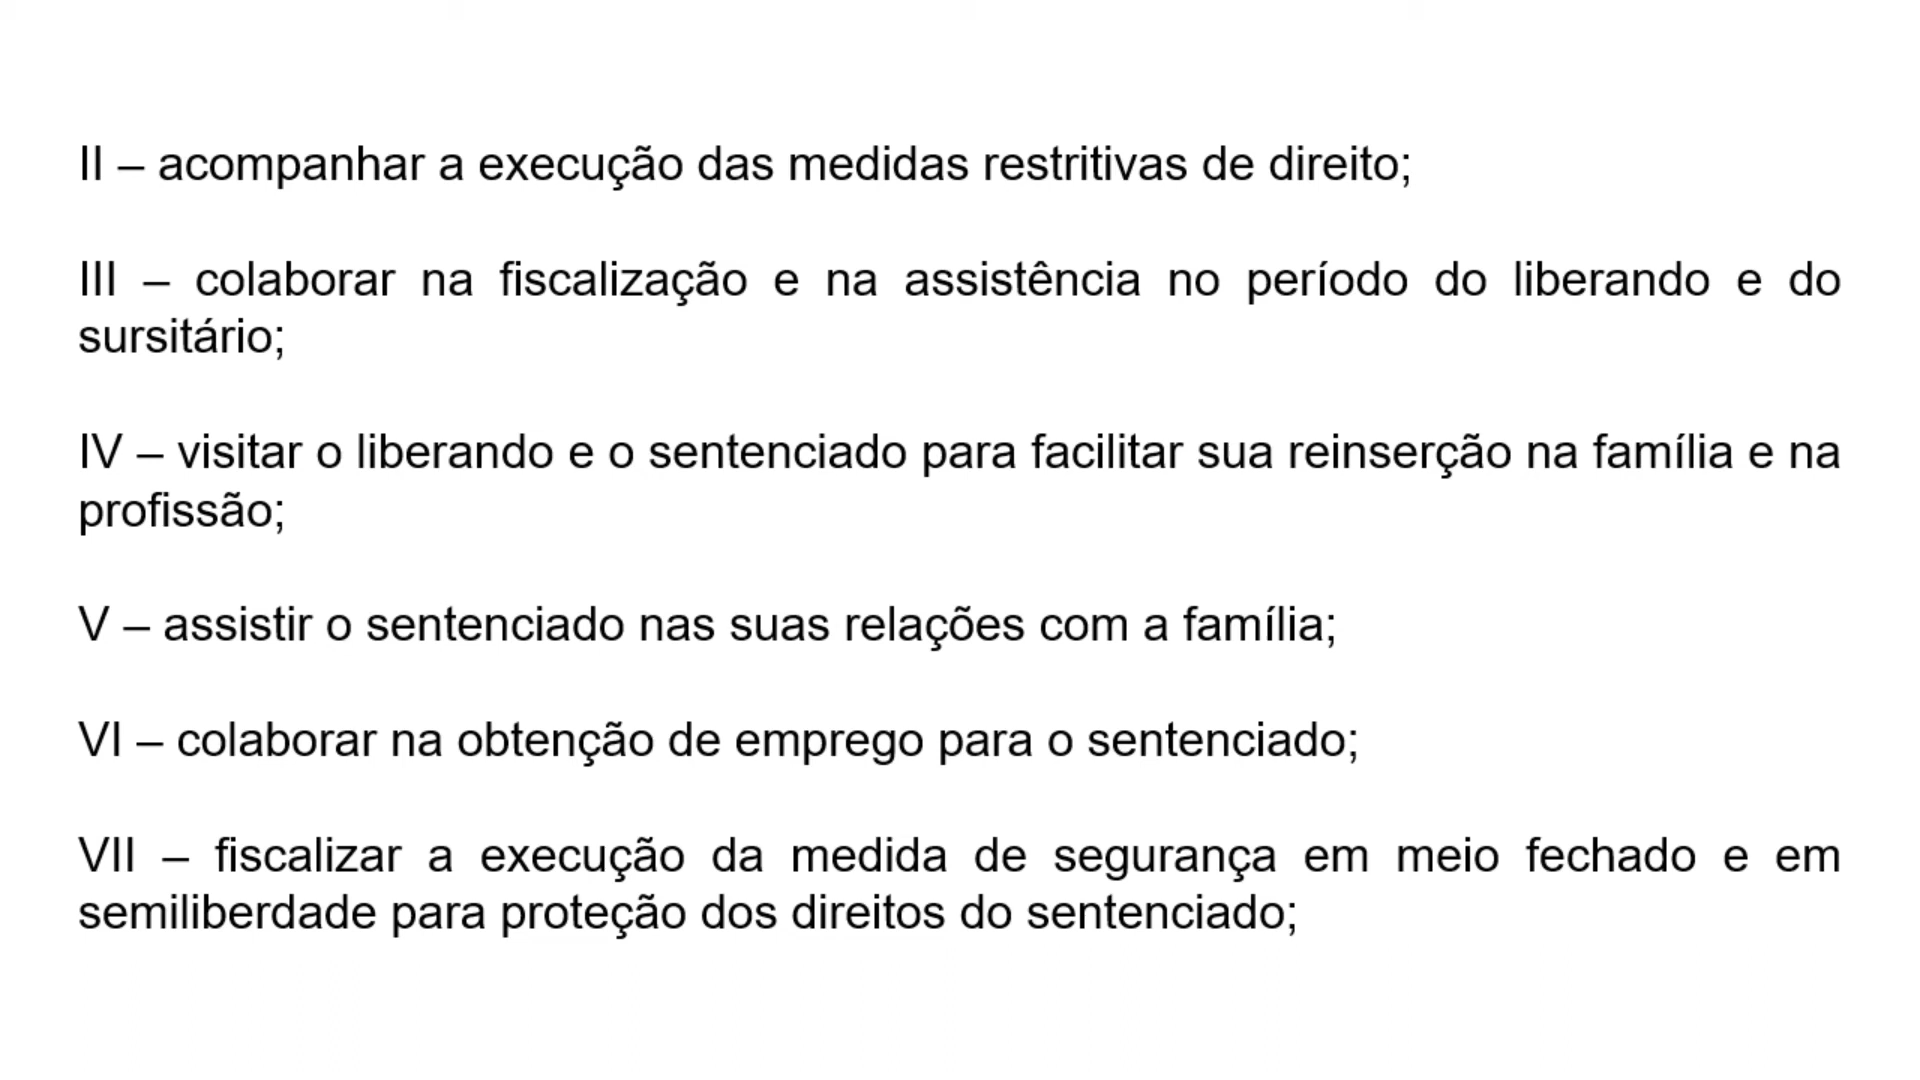 II – acompanhar a execução das medidas restritivas de direito;
III – colaborar na fiscalização e na assistência no período do liberando e do
sursitário;
IV – visitar o liberando e o sentenciado para facilitar sua reinserção na família e na
profissão;
V – assistir o sentenciado nas suas relações com a família;
VI – colaborar na obtenção de emprego para o sentenciado;
VII – fiscalizar a execução da medida de segurança em meio fechado e em
semiliberdade para proteção dos direitos do sentenciado;